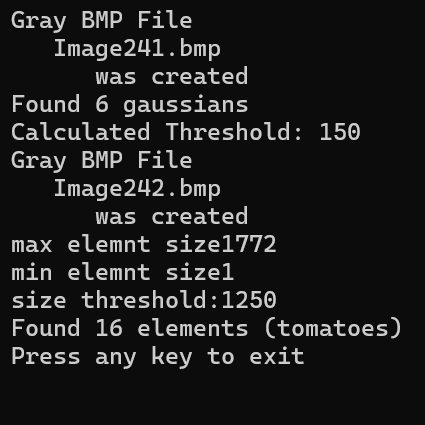 Gray BMP File
Image241.bmp
was created
Found 6 gaussians
Calculated Threshold: 150
Gray BMP File
Image242.bmp
was created
max elemnt size1772
min elemnt size1
size threshold:1250
Found 16 elements (tomatoes)
Press any key to exit